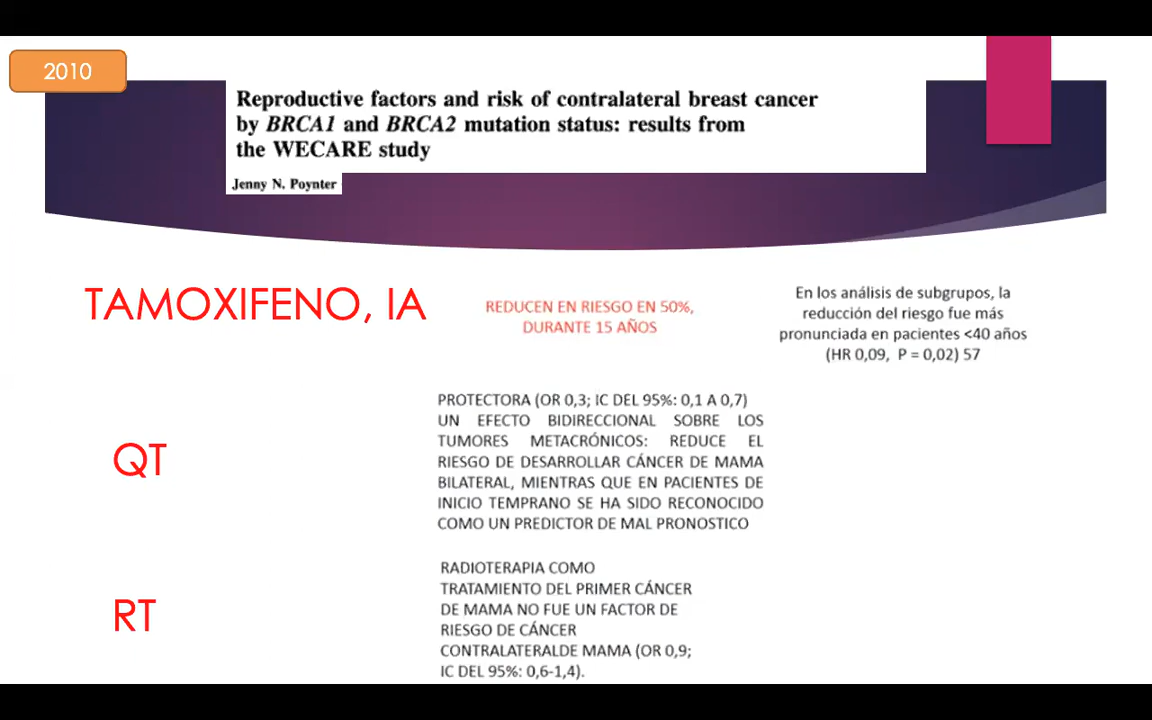 2010
Reproductive factors and risk of contralateral breast cancer
by BRCA1 and BRCA2 mutation status: results from
the WECARE study
Jenny N. Poynter
TAMOXIFENO, IA
REDUCEN EN RIESGO EN 50%,
DURANTE 15 AÑOS
En los análisis de subgrupos, la
reducción del riesgo fue más
pronunciada en pacientes <40 años
(HR 0,09, P = 0,02) 57
QT
PROTECTORA (OR 0,3; IC DEL 95%: 0,1 A 0,7)
UN EFECTO BIDIRECCIONAL SOBRE LOS
TUMORES METACRÓNICOS: REDUCE EL
RIESGO DE DESARROLLAR CÁNCER DE MAMA
BILATERAL, MIENTRAS QUE EN PACIENTES DE
INICIO TEMPRANO SE HA SIDO RECONOCIDO
COMO UN PREDICTOR DE MAL PRONOSTICO
RT
RADIOTERAPIA COMO
TRATAMIENTO DEL PRIMER CÁNCER
DE MAMA NO FUE UN FACTOR DE
RIESGO DE CÁNCER
CONTRALATERALDE MAMA (OR 0,9;
IC DEL 95%: 0,6-1,4).